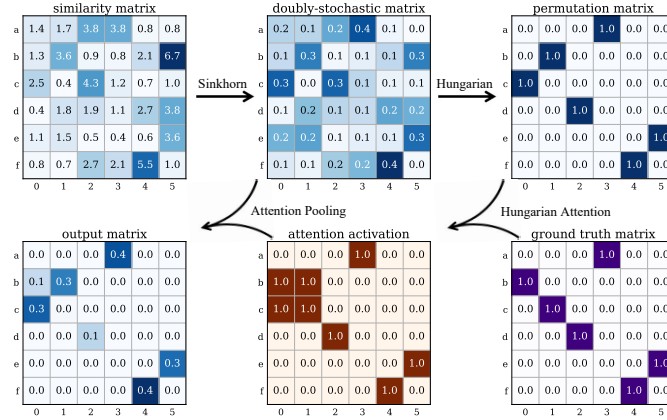 similarity matrix
a 1.4 1.7 3.8 3.8 0.8 0.8
b 1.3 3.6 0.9 0.8 2.1 6.7
c 2.5 0.4 4.3 1.2 0.7 1.0
d 0.4 1.8 1.9 1.1 2.7 3.8
e 1.1 1.5 0.5 0.4 0.6 3.6
f 0.8 0.7 2.7 2.1 5.5 1.0
0 1 2 3 4 5
Sinkhorn
doubly-stochastic matrix
0.2 0.1 0.2 0.4 0.1 0.0
0.1 0.3 0.1 0.1 0.1 0.3
0.3 0.0 0.3 0.1 0.1 0.1
0.1 0.2 0.1 0.1 0.2 0.2
0.2 0.2 0.1 0.1 0.1 0.3
0.1 0.1 0.2 0.2 0.4 0.0
0 1 2 3 4 5
Hungarian
permutation matrix
0.0 0.0 0.0 1.0 0.0 0.0
0.0 1.0 0.0 0.0 0.0 0.0
1.0 0.0 0.0 0.0 0.0 0.0
0.0 0.0 1.0 0.0 0.0 0.0
0.0 0.0 0.0 0.0 0.0 1.0
0.0 0.0 0.0 0.0 1.0 0.0
0 1 2 3 4 5
Attention Pooling
Hungarian Attention
output matrix
0.0 0.0 0.0 0.4 0.0 0.0
0.1 0.3 0.0 0.0 0.0 0.0
0.3 0.0 0.0 0.0 0.0 0.0
0.0 0.0 0.1 0.0 0.0 0.0
0.0 0.0 0.0 0.0 0.0 0.3
0.0 0.0 0.0 0.0 0.4 0.0
0 1 2 3 4 5
attention activation
a 0.0 0.0 0.0 1.0 0.0 0.0
b 1.0 1.0 0.0 0.0 0.0 0.0
c 1.0 1.0 0.0 0.0 0.0 0.0
d 0.0 0.0 1.0 0.0 0.0 0.0
e 0.0 0.0 0.0 0.0 0.0 1.0
f 0.0 0.0 0.0 0.0 1.0 0.0
0 1 2 3 4 5
ground truth matrix
a 0.0 0.0 0.0 1.0 0.0 0.0
b 1.0 0.0 0.0 0.0 0.0 0.0
c 0.0 1.0 0.0 0.0 0.0 0.0
d 0.0 0.0 1.0 0.0 0.0 0.0
e 0.0 0.0 0.0 0.0 0.0 1.0
f 0.0 0.0 0.0 0.0 1.0 0.0
0 1 2 3 4 5